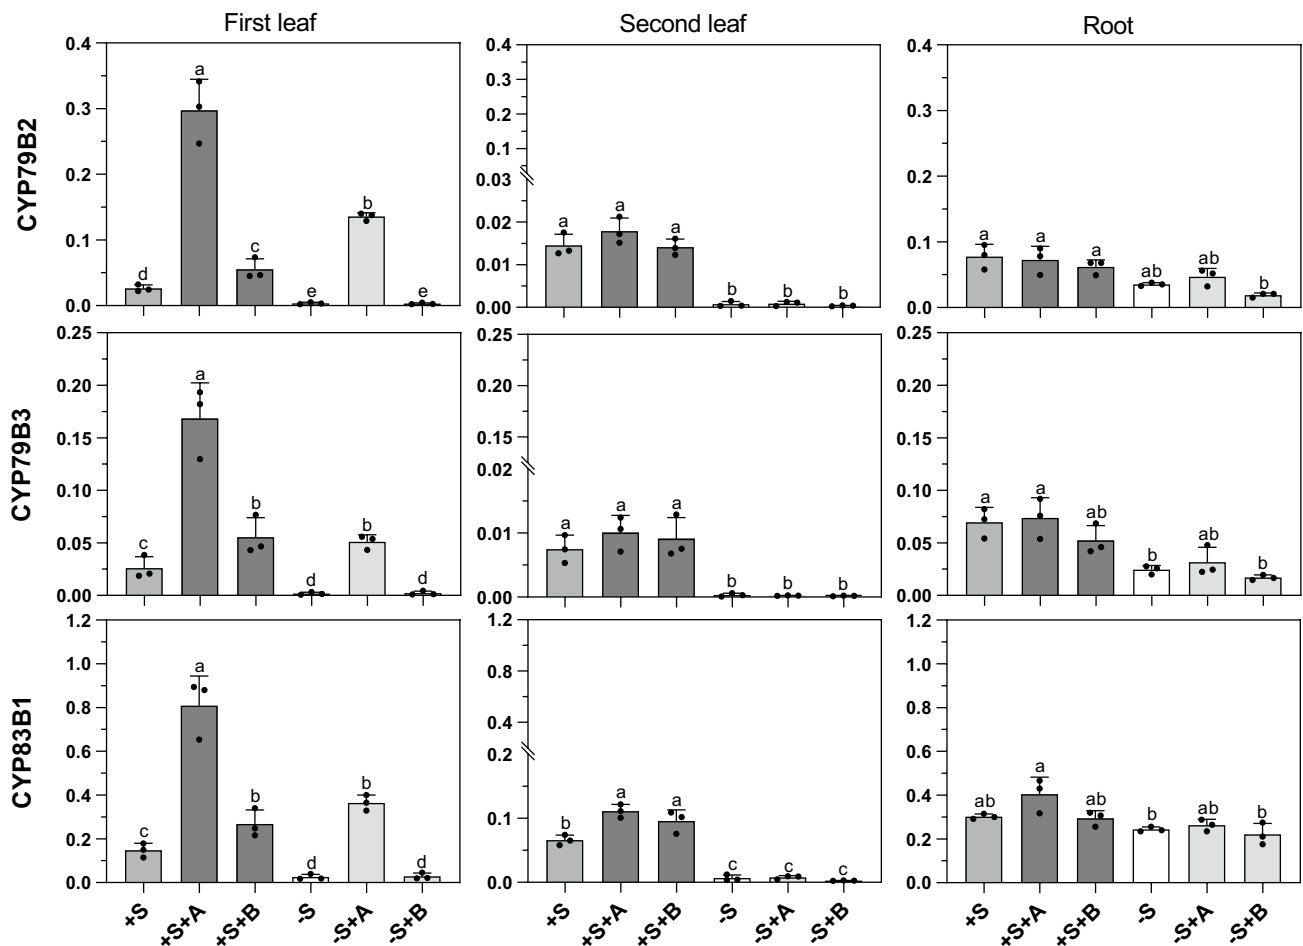 First leaf Second leaf Root
CYP79B2
0.4 0.3 0.2 0.1 0.0
d a c e b e
0.4 0.3 0.2 0.1 0.03 0.02 0.01 0.00
a a a b b b
0.4 0.3 0.2 0.1 0.0
a a a ab ab b
CYP79B3
0.25 0.20 0.15 0.10 0.05 0.00
c a b d b d
0.25 0.20 0.15 0.02 0.01 0.00
a a a b b b
0.25 0.20 0.15 0.10 0.05 0.00
a a ab b ab b
CYP83B1
1.2 1.0 0.8 0.6 0.4 0.2 0.0
c a b d b d
1.2 1.0 0.8 0.6 0.4 0.2 0.1 0.0
b a a c c c
1.2 1.0 0.8 0.6 0.4 0.2 0.0
ab a ab b ab b
+S +S+A +S+B -S -S+A -S+B
+S +S+A +S+B -S -S+A -S+B
+S +S+A +S+B -S -S+A -S+B